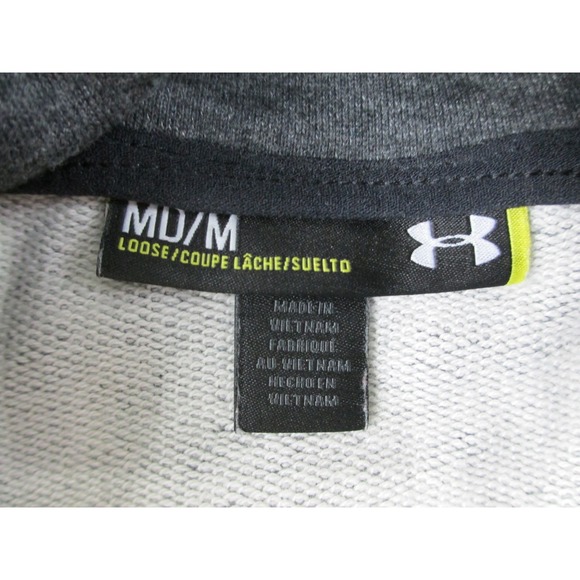 MD/M
LOOSE/COUPE LÂCHE/SUELTO
MADE IN
VIETNAM
FABRIQUÉ
AU-VIETNAM
HECHO EN
VIETNAM